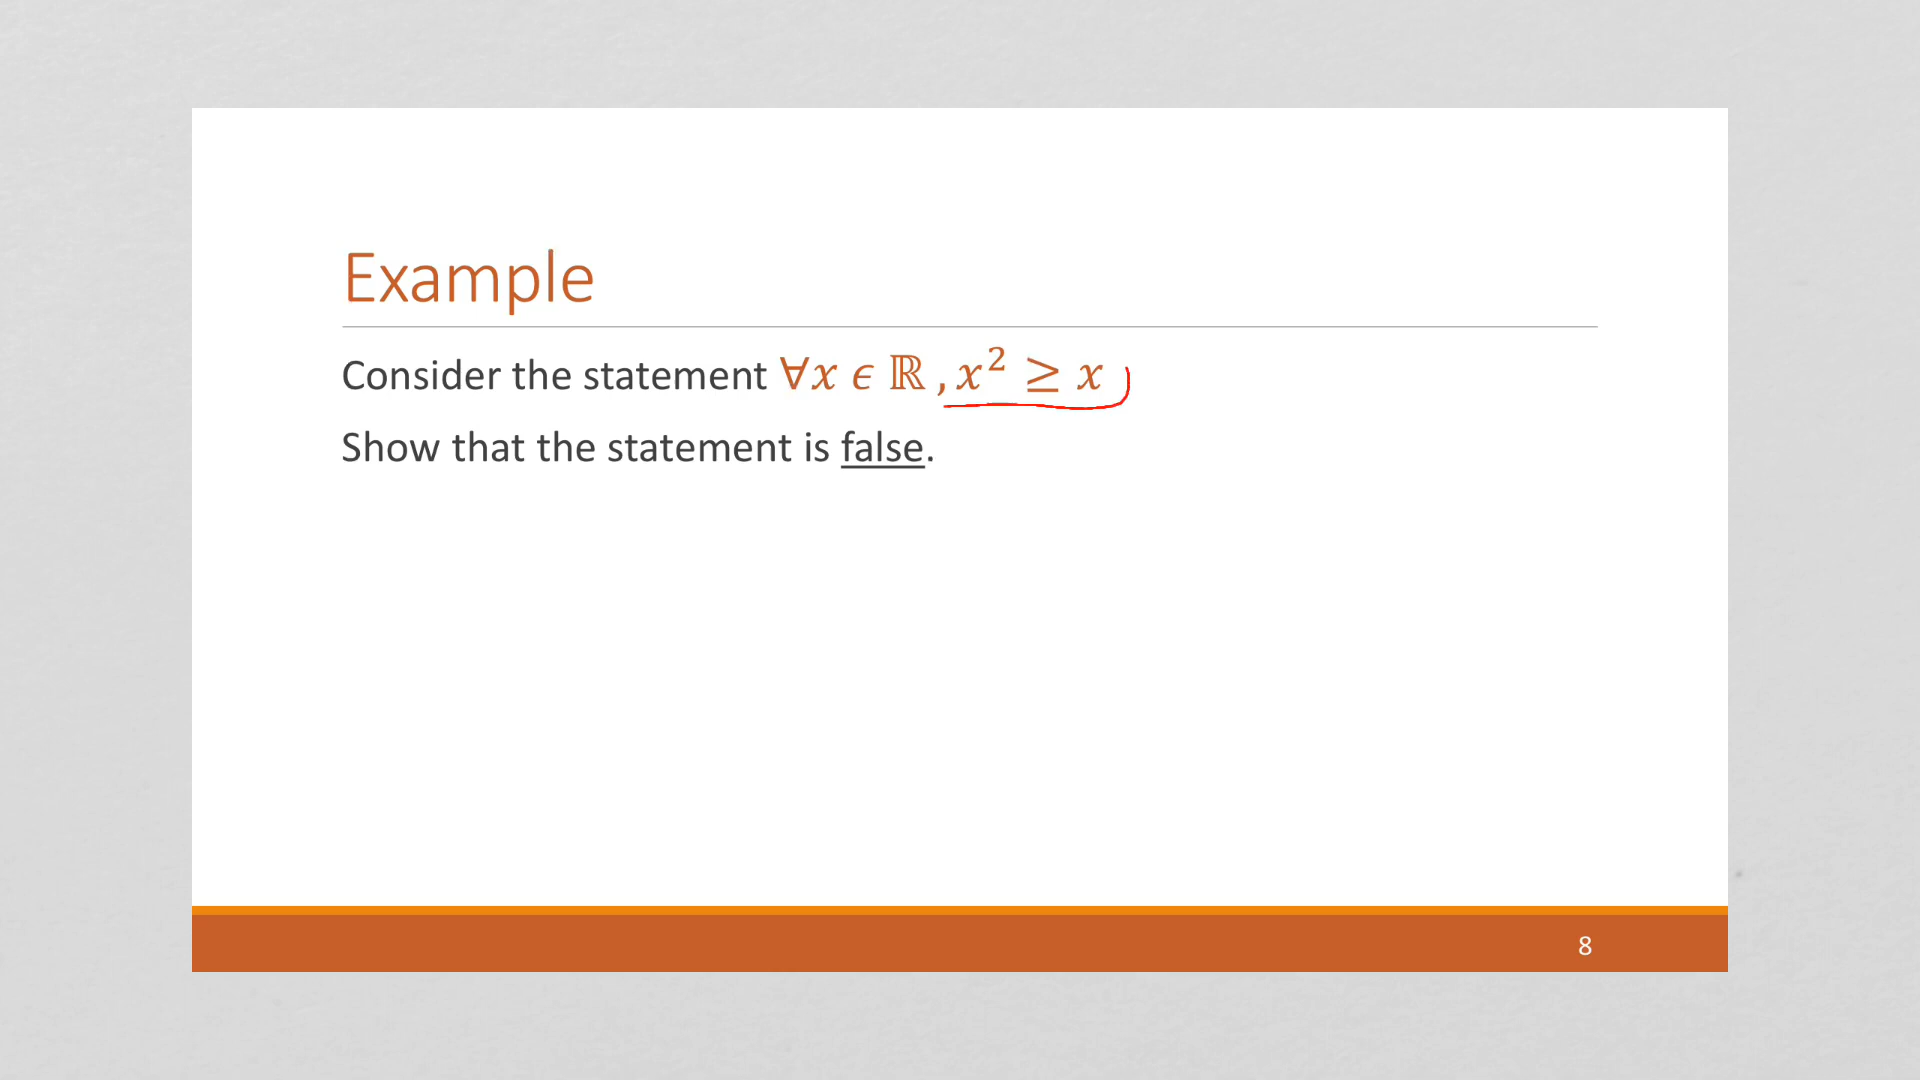 Example
Consider the statement ∀x ϵ ℝ , x² ≥ x
Show that the statement is false.
8